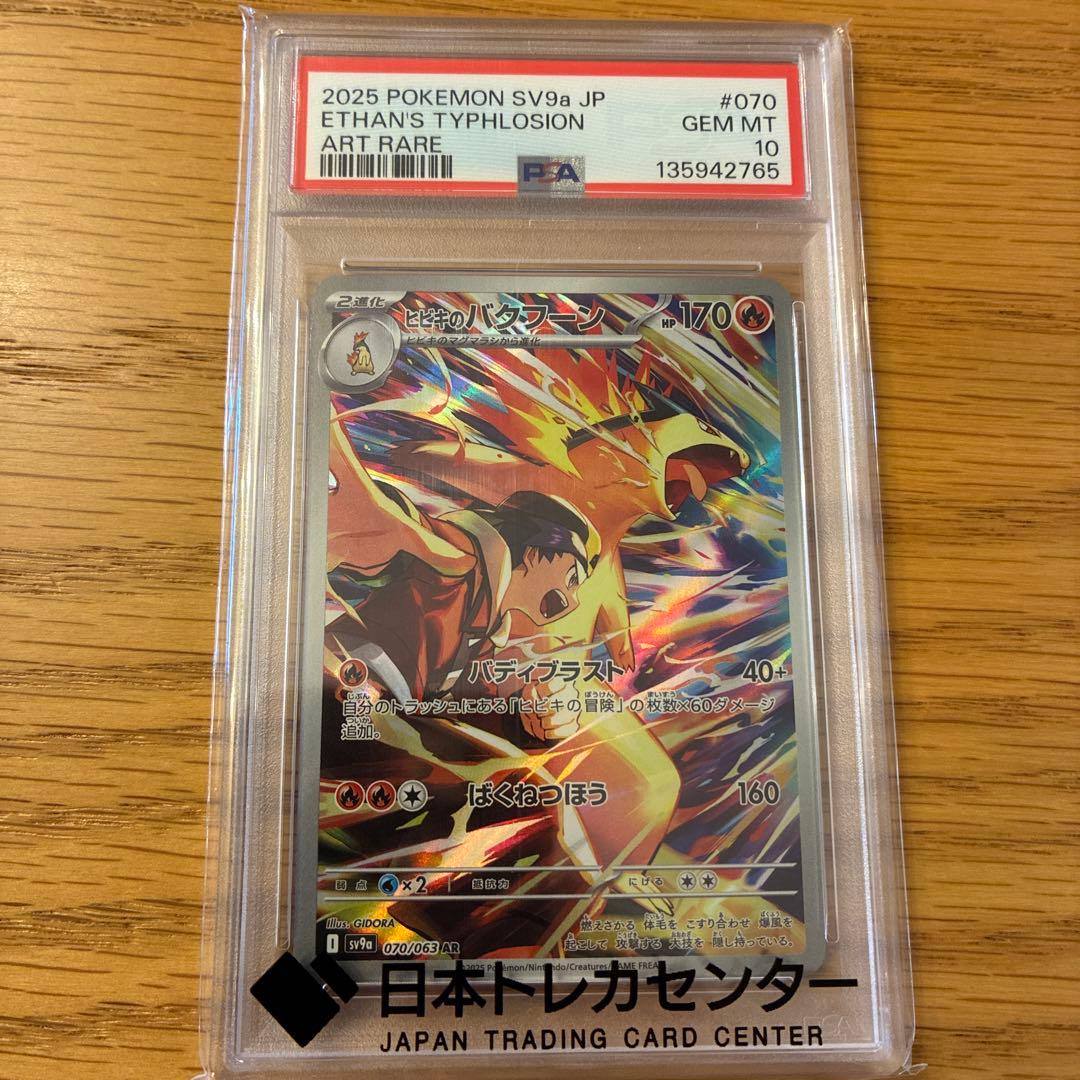 2025 POKEMON SV9a JP #070
ETHAN'S TYPHLOSION GEM MT
ART RARE 10
PSA 135942765
2進化 ヒビキのバクフーン HP 170
ヒビキのマグマラシから進化
バディブラスト 40+
自分のトラッシュにある「ヒビキの冒険」の枚数×60ダメージ
追加。
ばくねつほう 160
弱点 ×2 抵抗力 にげる
Illus. GIDORA
燃えさかる 体毛を こすり合わせ 爆風を
起こして 攻撃する 大技を 隠し持っている。
I sv9a 070/063 AR
©2025 Pokémon/Nintendo/Creatures/GAME FREAK
日本トレカセンター
JAPAN TRADING CARD CENTER